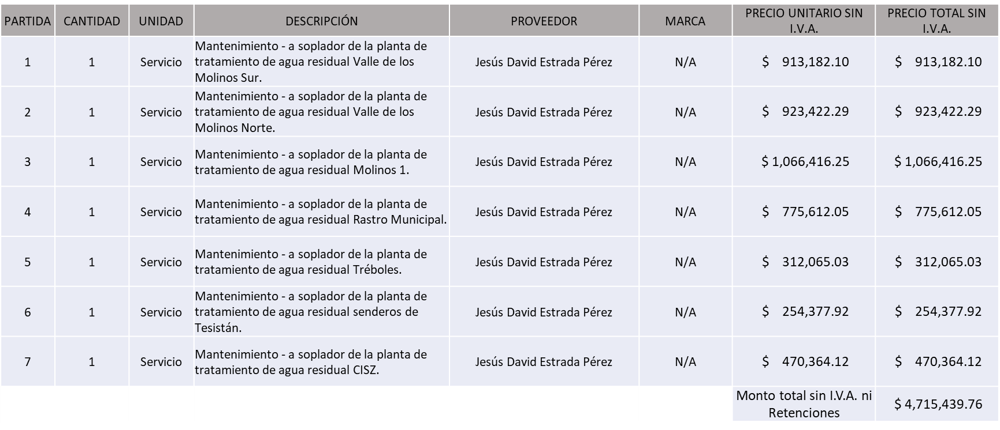 PARTIDA CANTIDAD UNIDAD DESCRIPCIÓN PROVEEDOR MARCA PRECIO UNITARIO SIN I.V.A. PRECIO TOTAL SIN I.V.A.
Mantenimiento - a soplador de la planta de
1 1 Servicio tratamiento de agua residual Valle de los Jesús David Estrada Pérez N/A $ 913,182.10 $ 913,182.10
Molinos Sur.
Mantenimiento - a soplador de la planta de
2 1 Servicio tratamiento de agua residual Valle de los Jesús David Estrada Pérez N/A $ 923,422.29 $ 923,422.29
Molinos Norte.
3 1 Servicio Mantenimiento - a soplador de la planta de
tratamiento de agua residual Molinos 1. Jesús David Estrada Pérez N/A $ 1,066,416.25 $ 1,066,416.25
4 1 Servicio Mantenimiento - a soplador de la planta de
tratamiento de agua residual Rastro Municipal. Jesús David Estrada Pérez N/A $ 775,612.05 $ 775,612.05
5 1 Servicio Mantenimiento - a soplador de la planta de
tratamiento de agua residual Tréboles. Jesús David Estrada Pérez N/A $ 312,065.03 $ 312,065.03
Mantenimiento - a soplador de la planta de
6 1 Servicio tratamiento de agua residual senderos de Jesús David Estrada Pérez N/A $ 254,377.92 $ 254,377.92
Tesistán.
7 1 Servicio Mantenimiento - a soplador de la planta de
tratamiento de agua residual CISZ. Jesús David Estrada Pérez N/A $ 470,364.12 $ 470,364.12
Monto total sin I.V.A. ni
Retenciones $ 4,715,439.76